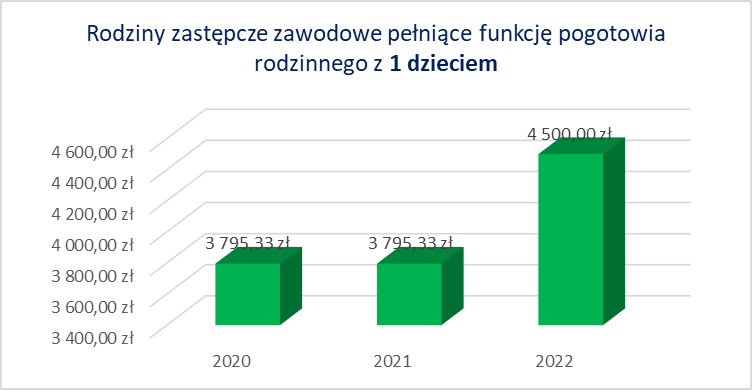 Rodziny zastępcze zawodowe pełniące funkcję pogotowia
rodzinnego z 1 dzieciem
4 500,00 zł
4 600,00 zł
4 400,00 zł
4 200,00 zł
4 000,00 zł
3 795,33 zł
3 795,33 zł
3 800,00 zł
3 600,00 zł
3 400,00 zł
2020
2021
2022